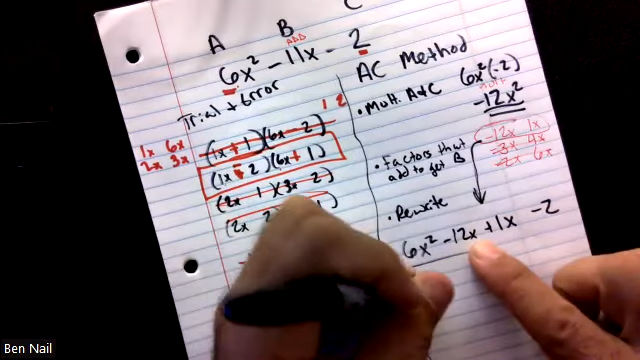 A B C
ADD
6x² - 11x - 2
Trial + Error
1 2
1x 6x
2x 3x
(1x + 1)(6x - 2)
(1x - 2)(6x + 1)
(2x 1)(3x 2)
(2x
AC Method
• Mult. A+C
6x²(-2)
MULT
-12x²
• Factors that add to get B
-12x 1x
-3x 4x
-2x 6x
• Rewrite
6x² - 12x + 1x - 2
Ben Nail